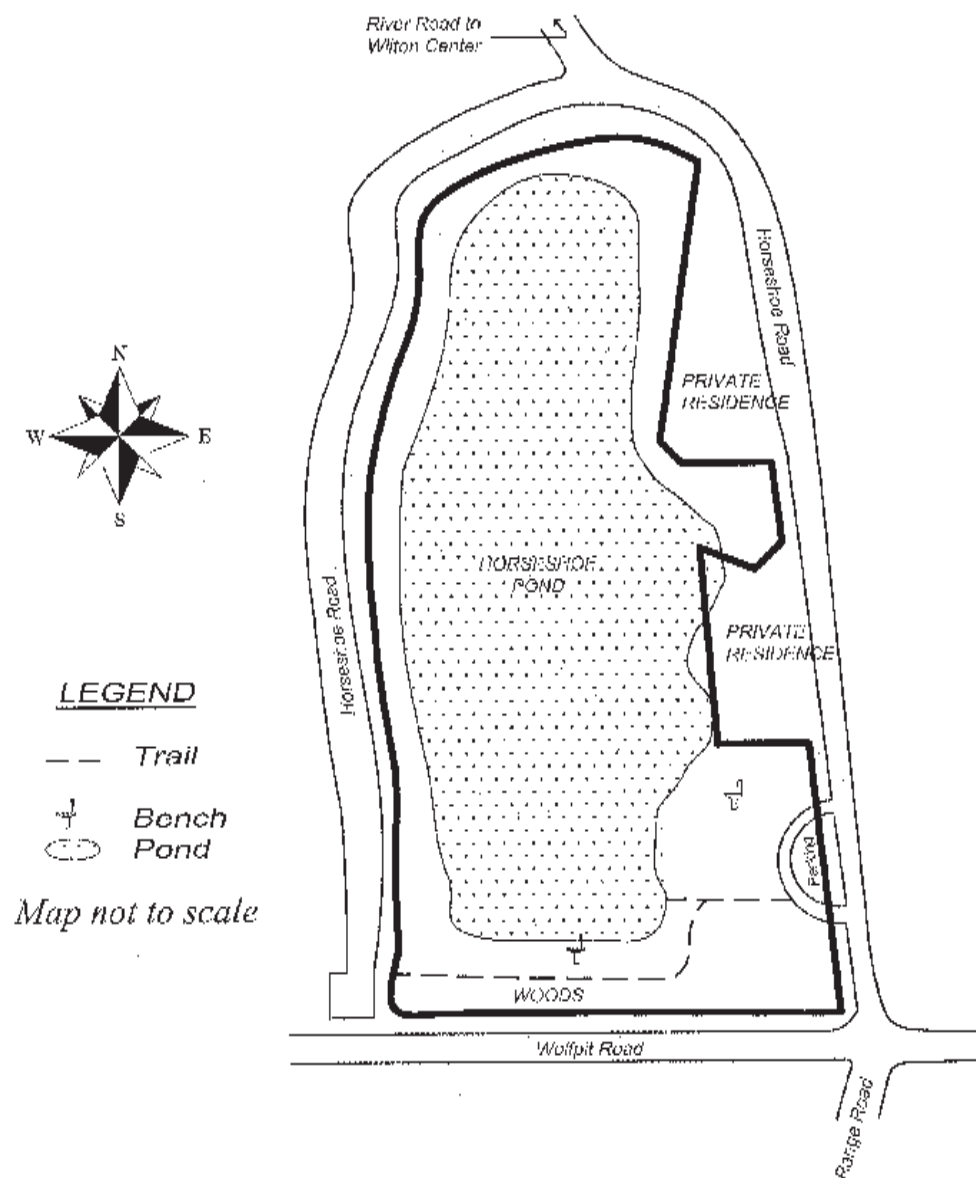 River Road to
Wilton Center
Horseshoe Road
N
W
E
S
PRIVATE
RESIDENCE
HORSESHOE
POND
Horseshoe Road
PRIVATE
RESIDENCE
LEGEND
Trail
Bench
Pond
Map not to scale
Parking
WOODS
Wolfpit Road
Range Road